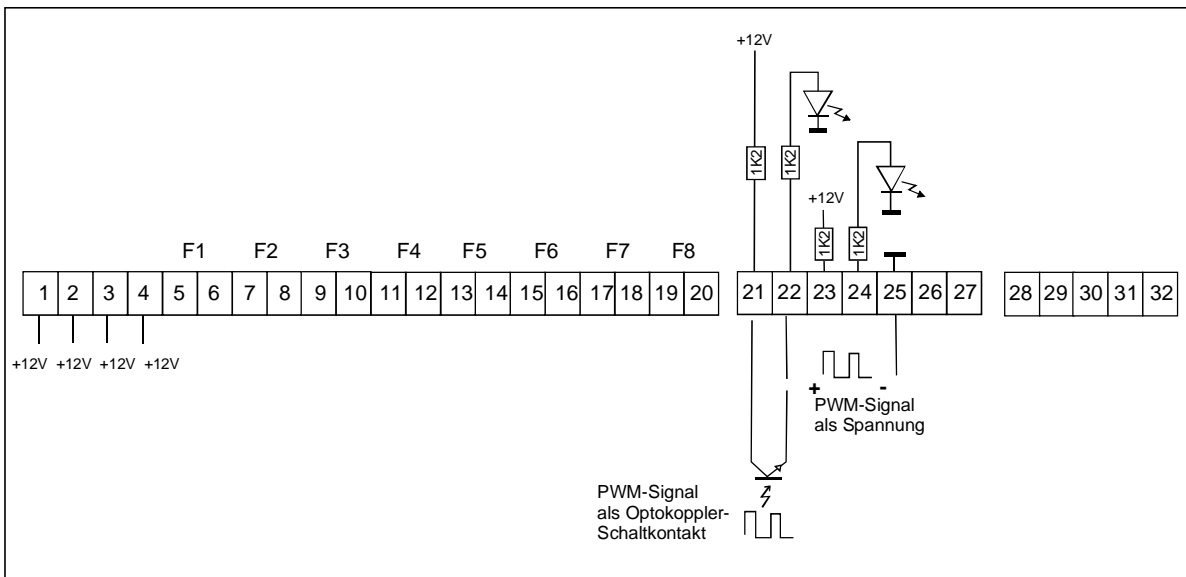 +12V
1K2
1K2
+12V
1K2
1K2
F1 F2 F3 F4 F5 F6 F7 F8
1 2 3 4 5 6 7 8 9 10 11 12 13 14 15 16 17 18 19 20 21 22 23 24 25 26 27 28 29 30 31 32
+12V +12V +12V +12V
+ -
PWM-Signal
als Spannung
PWM-Signal
als Optokoppler-
Schaltkontakt